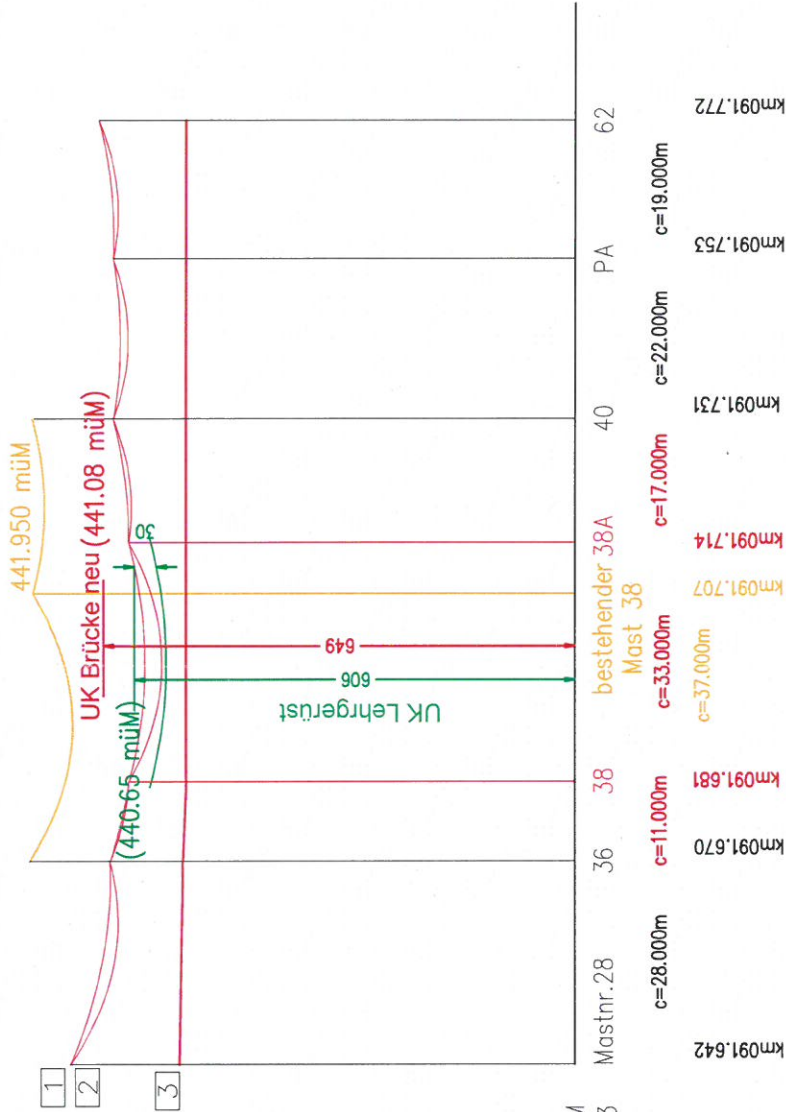 1
2
3
441.950 müM
UK Brücke neu (441.08 müM)
(440.65 müM)
30
649
606
UK Lehrgerüst
M
3
Mastnr.28
36
38
bestehender
Mast 38
38A
40
PA
62
c=28.000m
c=11.000m
c=33.000m
c=17.000m
c=22.000m
c=19.000m
c=37.000m
km091.642
km091.670
km091.681
km091.707
km091.714
km091.731
km091.753
km091.772